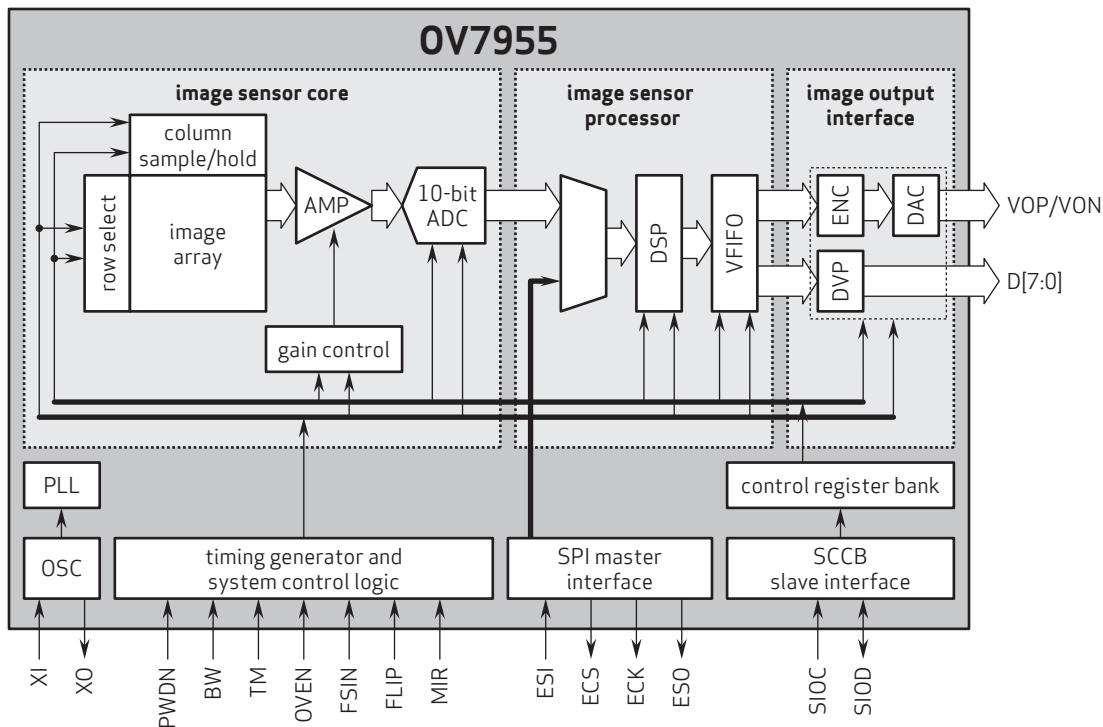 OV7955
image sensor core
image sensor
processor
image output
interface
column
sample/hold
row select
image
array
AMP
10-bit
ADC
gain control
DSP
VFIFO
ENC
DAC
DVP
VOP/VON
D[7:0]
PLL
OSC
timing generator and
system control logic
SPI master
interface
control register bank
SCCB
slave interface
XI
XO
PWDN
BW
TM
OVEN
FSIN
FLIP
MIR
ESI
ECS
ECK
ESO
SIOC
SIOD